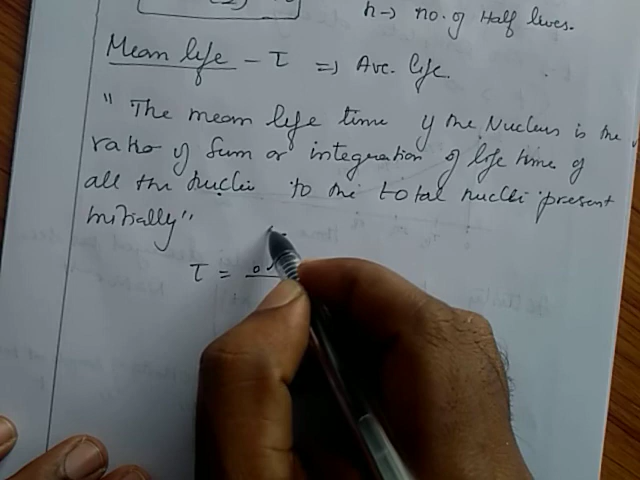 n→ no. of Half lives.
Mean life - τ ⇒ Ave. life.
"The mean life time of the Nucleus is the
ratio of Sum or integration of life time of
all the nuclei to the total nuclei present
initially"
τ = ∫